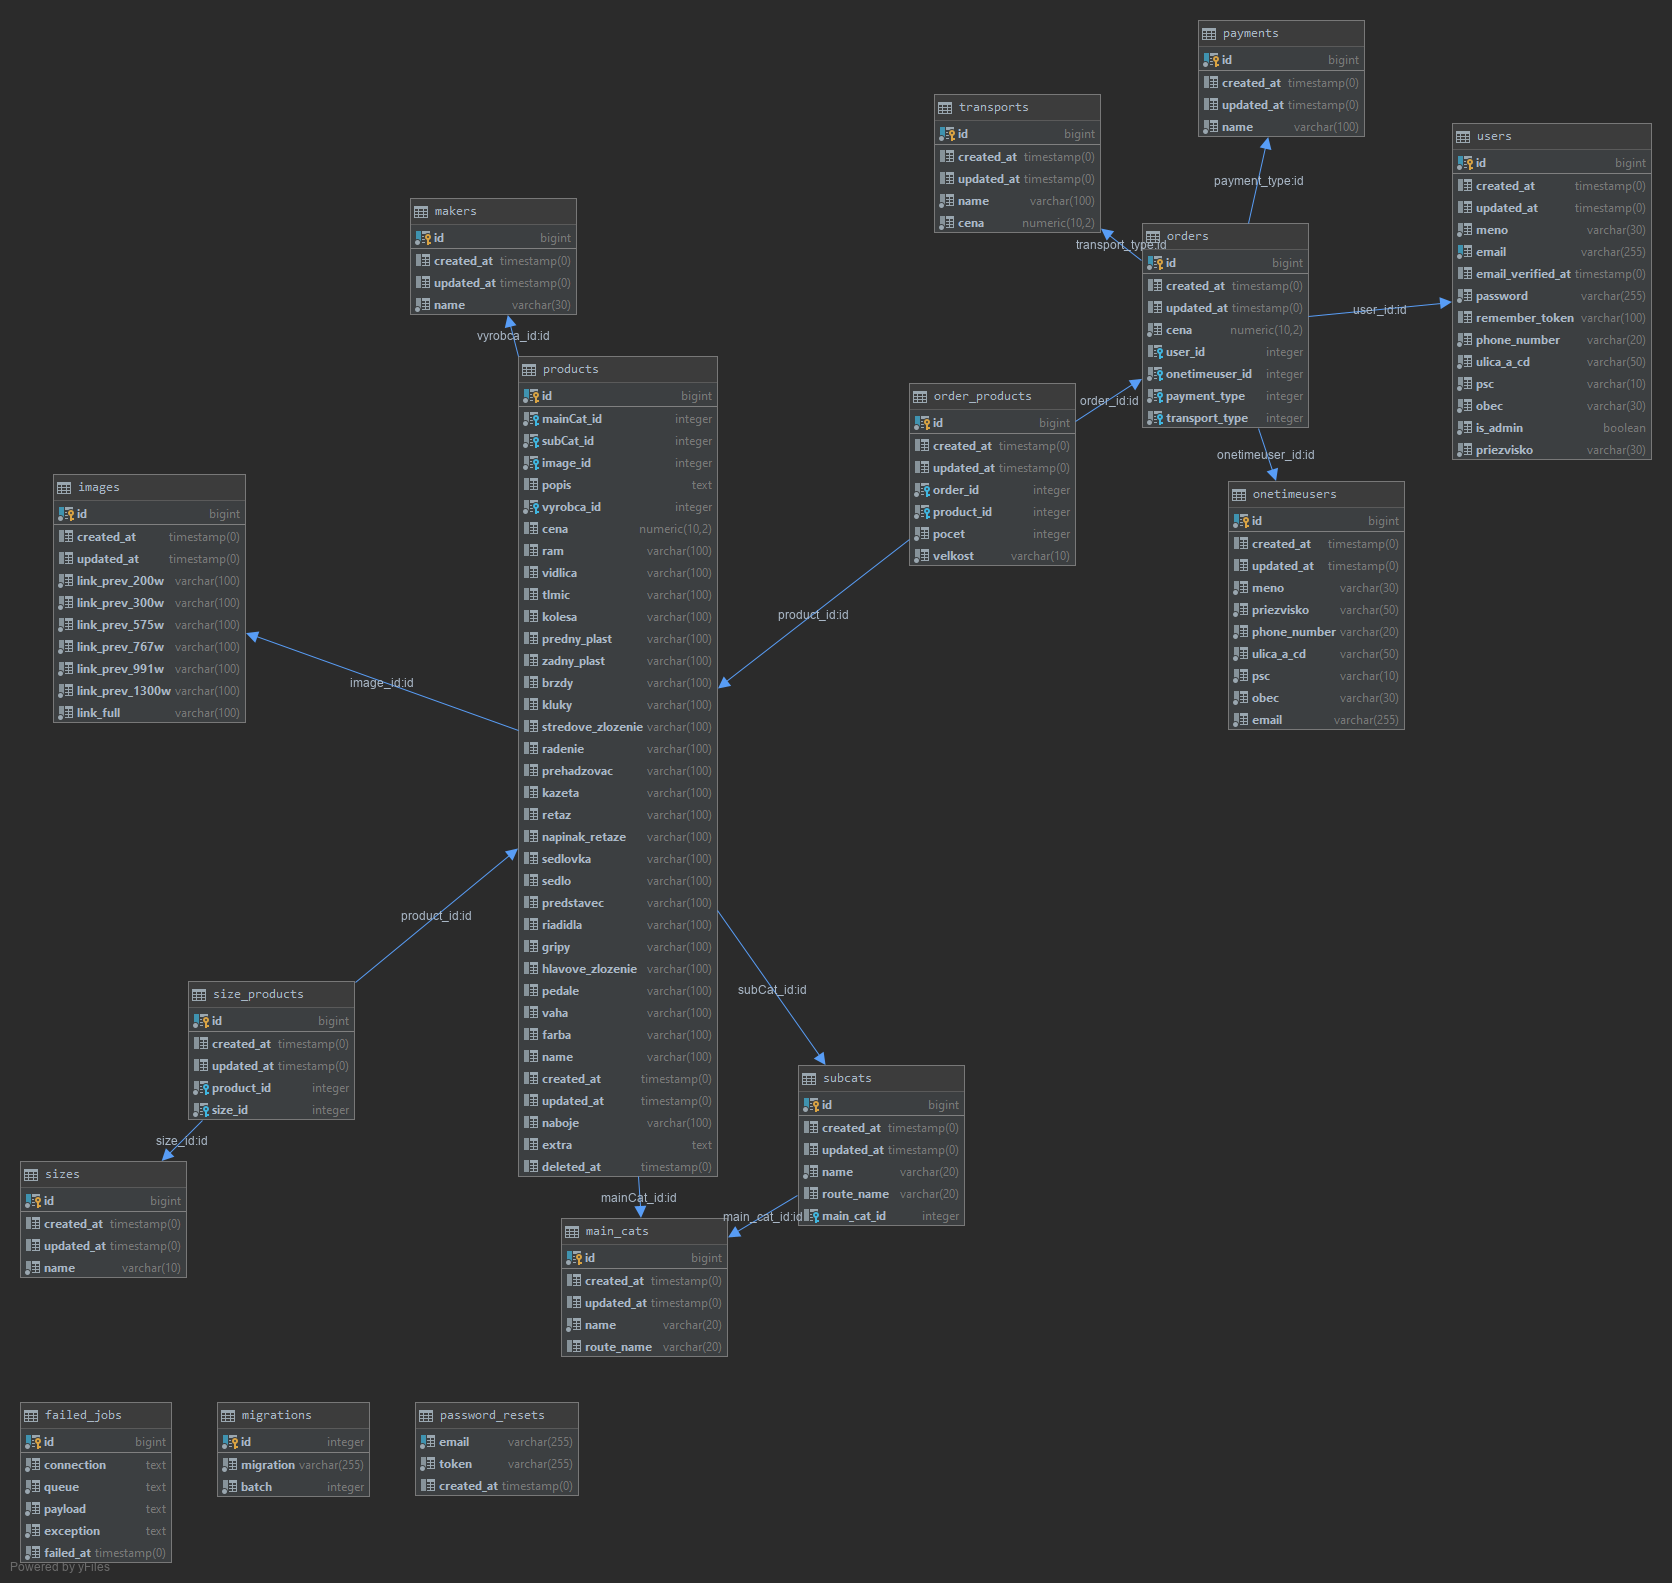 payments
id bigint
created_at timestamp(0)
updated_at timestamp(0)
name varchar(100)
transports
id bigint
created_at timestamp(0)
updated_at timestamp(0)
name varchar(100)
cena numeric(10,2)
users
id bigint
created_at timestamp(0)
updated_at timestamp(0)
meno varchar(30)
email varchar(255)
email_verified_at timestamp(0)
password varchar(255)
remember_token varchar(100)
phone_number varchar(20)
ulica_a_cd varchar(50)
psc varchar(10)
obec varchar(30)
is_admin boolean
priezvisko varchar(30)
payment_type:id
transport_type:id
user_id:id
orders
id bigint
created_at timestamp(0)
updated_at timestamp(0)
cena numeric(10,2)
user_id integer
onetimeuser_id integer
payment_type integer
transport_type integer
makers
id bigint
created_at timestamp(0)
updated_at timestamp(0)
name varchar(30)
vyrobca_id:id
products
id bigint
mainCat_id integer
subCat_id integer
image_id integer
popis text
vyrobca_id integer
cena numeric(10,2)
ram varchar(100)
vidlica varchar(100)
tlmic varchar(100)
kolesa varchar(100)
predny_plast varchar(100)
zadny_plast varchar(100)
brzdy varchar(100)
kluky varchar(100)
stredove_zlozenie varchar(100)
radenie varchar(100)
prehadzovac varchar(100)
kazeta varchar(100)
retaz varchar(100)
napinak_retaze varchar(100)
sedlovka varchar(100)
sedlo varchar(100)
predstavec varchar(100)
riadidla varchar(100)
gripy varchar(100)
hlavove_zlozenie varchar(100)
pedale varchar(100)
vaha varchar(100)
farba varchar(100)
name varchar(100)
created_at timestamp(0)
updated_at timestamp(0)
naboje varchar(100)
extra text
deleted_at timestamp(0)
order_products
id bigint
created_at timestamp(0)
updated_at timestamp(0)
order_id integer
product_id integer
pocet integer
velkost varchar(10)
order_id:id
onetimeuser_id:id
onetimeusers
id bigint
created_at timestamp(0)
updated_at timestamp(0)
meno varchar(30)
priezvisko varchar(50)
phone_number varchar(20)
ulica_a_cd varchar(50)
psc varchar(10)
obec varchar(30)
email varchar(255)
product_id:id
images
id bigint
created_at timestamp(0)
updated_at timestamp(0)
link_prev_200w varchar(100)
link_prev_300w varchar(100)
link_prev_575w varchar(100)
link_prev_767w varchar(100)
link_prev_991w varchar(100)
link_prev_1300w varchar(100)
link_full varchar(100)
image_id:id
product_id:id
subCat_id:id
size_products
id bigint
created_at timestamp(0)
updated_at timestamp(0)
product_id integer
size_id integer
size_id:id
sizes
id bigint
created_at timestamp(0)
updated_at timestamp(0)
name varchar(10)
subcats
id bigint
created_at timestamp(0)
updated_at timestamp(0)
name varchar(20)
route_name varchar(20)
main_cat_id integer
mainCat_id:id
main_cat_id:id
main_cats
id bigint
created_at timestamp(0)
updated_at timestamp(0)
name varchar(20)
route_name varchar(20)
failed_jobs
id bigint
connection text
queue text
payload text
exception text
failed_at timestamp(0)
migrations
id integer
migration varchar(255)
batch integer
password_resets
email varchar(255)
token varchar(255)
created_at timestamp(0)
Powered by yFiles